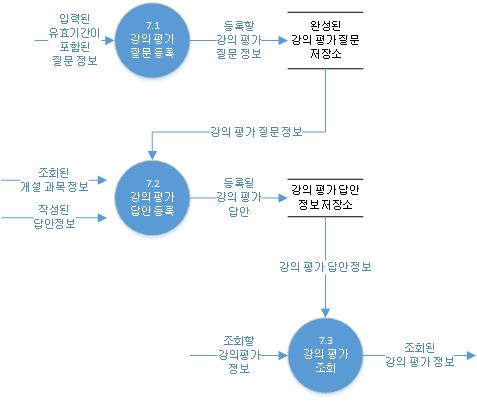 입력된
유효기간이
포함된
질문 정보
7.1
강의 평가
질문 등록
등록할
강의 평가
질문 정보
완성된
강의 평가 질문
저장소
강의 평가 질문 정보
조회된
개설 과목 정보
작성된
답안정보
7.2
강의 평가
답안 등록
등록될
강의 평가
답안
강의 평가 답안
정보 저장소
강의 평가 답안 정보
조회할
강의평가
정보
7.3
강의 평가
조회
조회된
강의 평가 정보